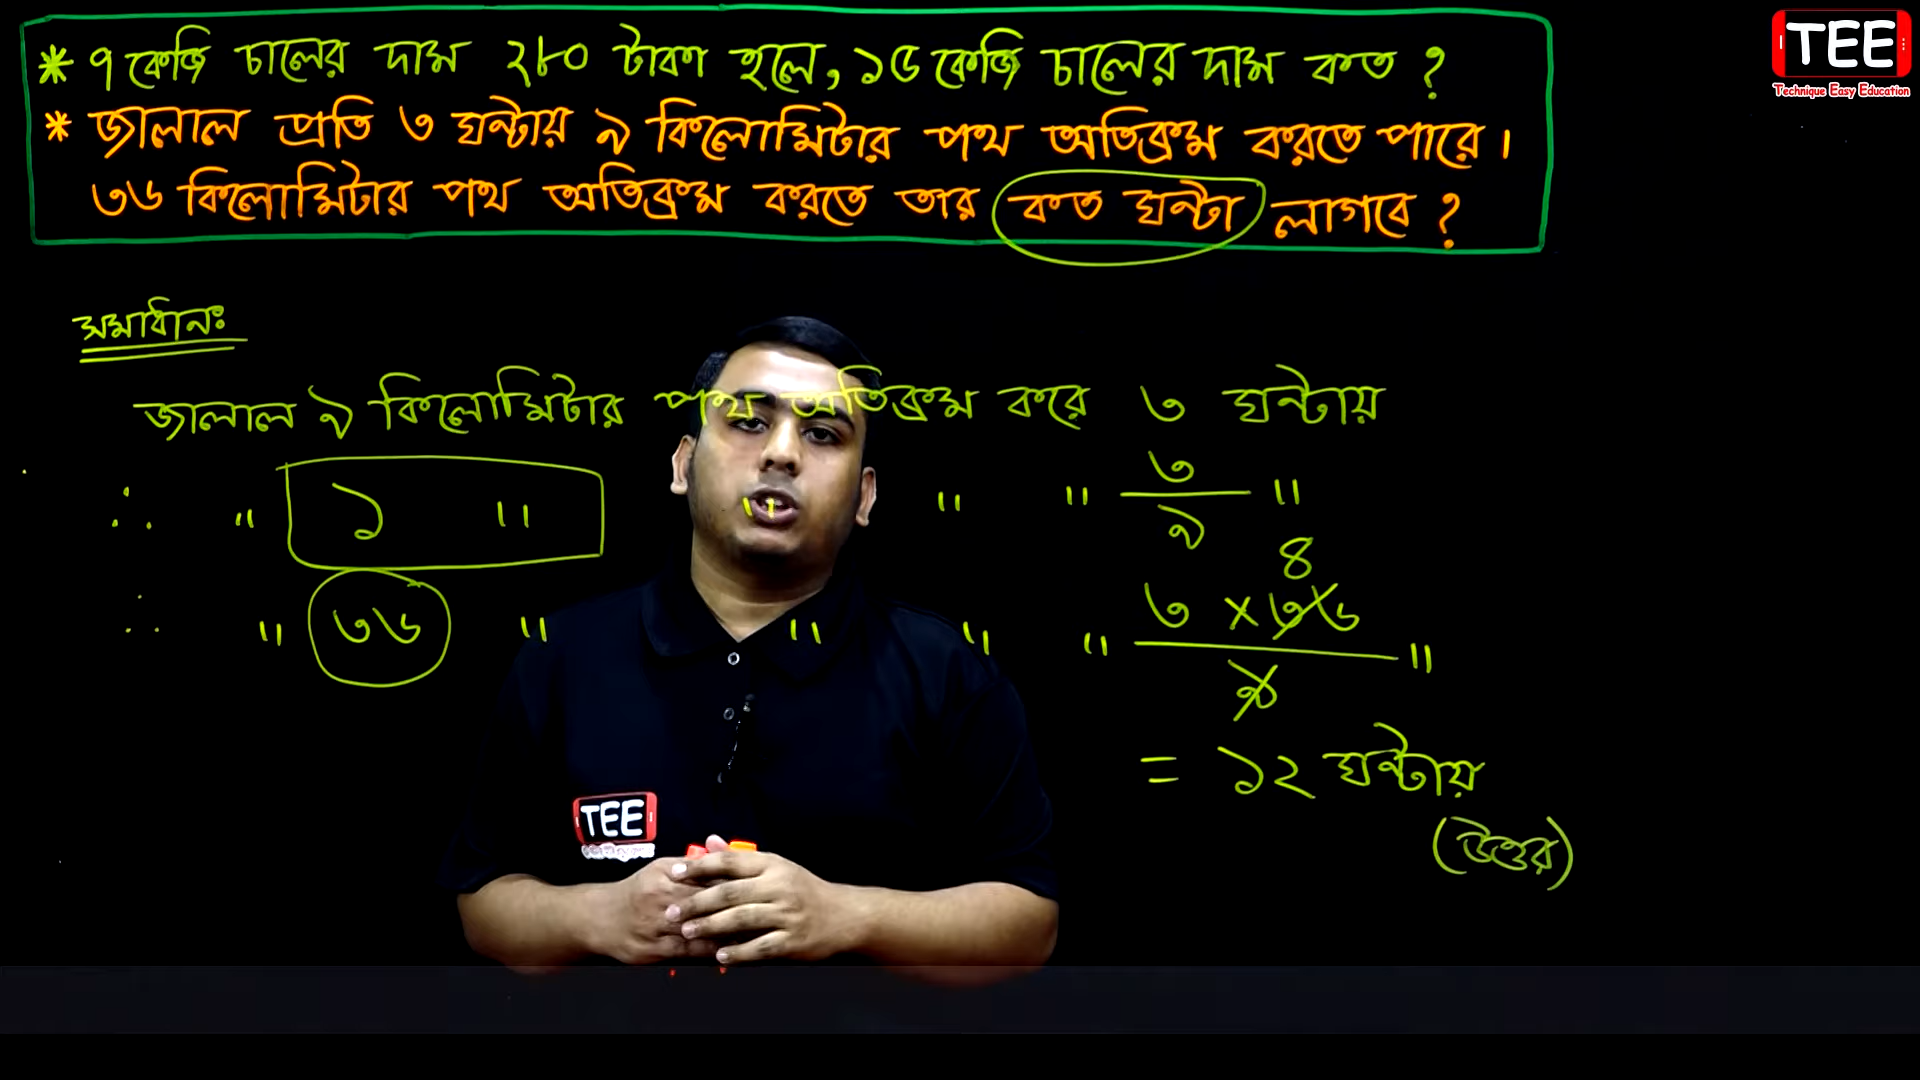 * ৭ কেজি চালের দাম ২৮০ টাকা হলে, ১৫ কেজি চালের দাম কত ?
TEE
Technique Easy Education
* জালাল প্রতি ৩ ঘন্টায় ৯ কিলোমিটার পথ অতিক্রম করতে পারে।
৩৬ কিলোমিটার পথ অতিক্রম করতে তার কত ঘন্টা লাগবে ?
সমাধানঃ
জালাল ৯ কিলোমিটার পথ অতিক্রম করে ৩ ঘন্টায়
∴ " ১ " " " " ৩/৯ "
∴ " ৩৬ " " " " ৩ × ৩৬/৯ "
৪
= ১২ ঘন্টায়
(উত্তর)
TEE